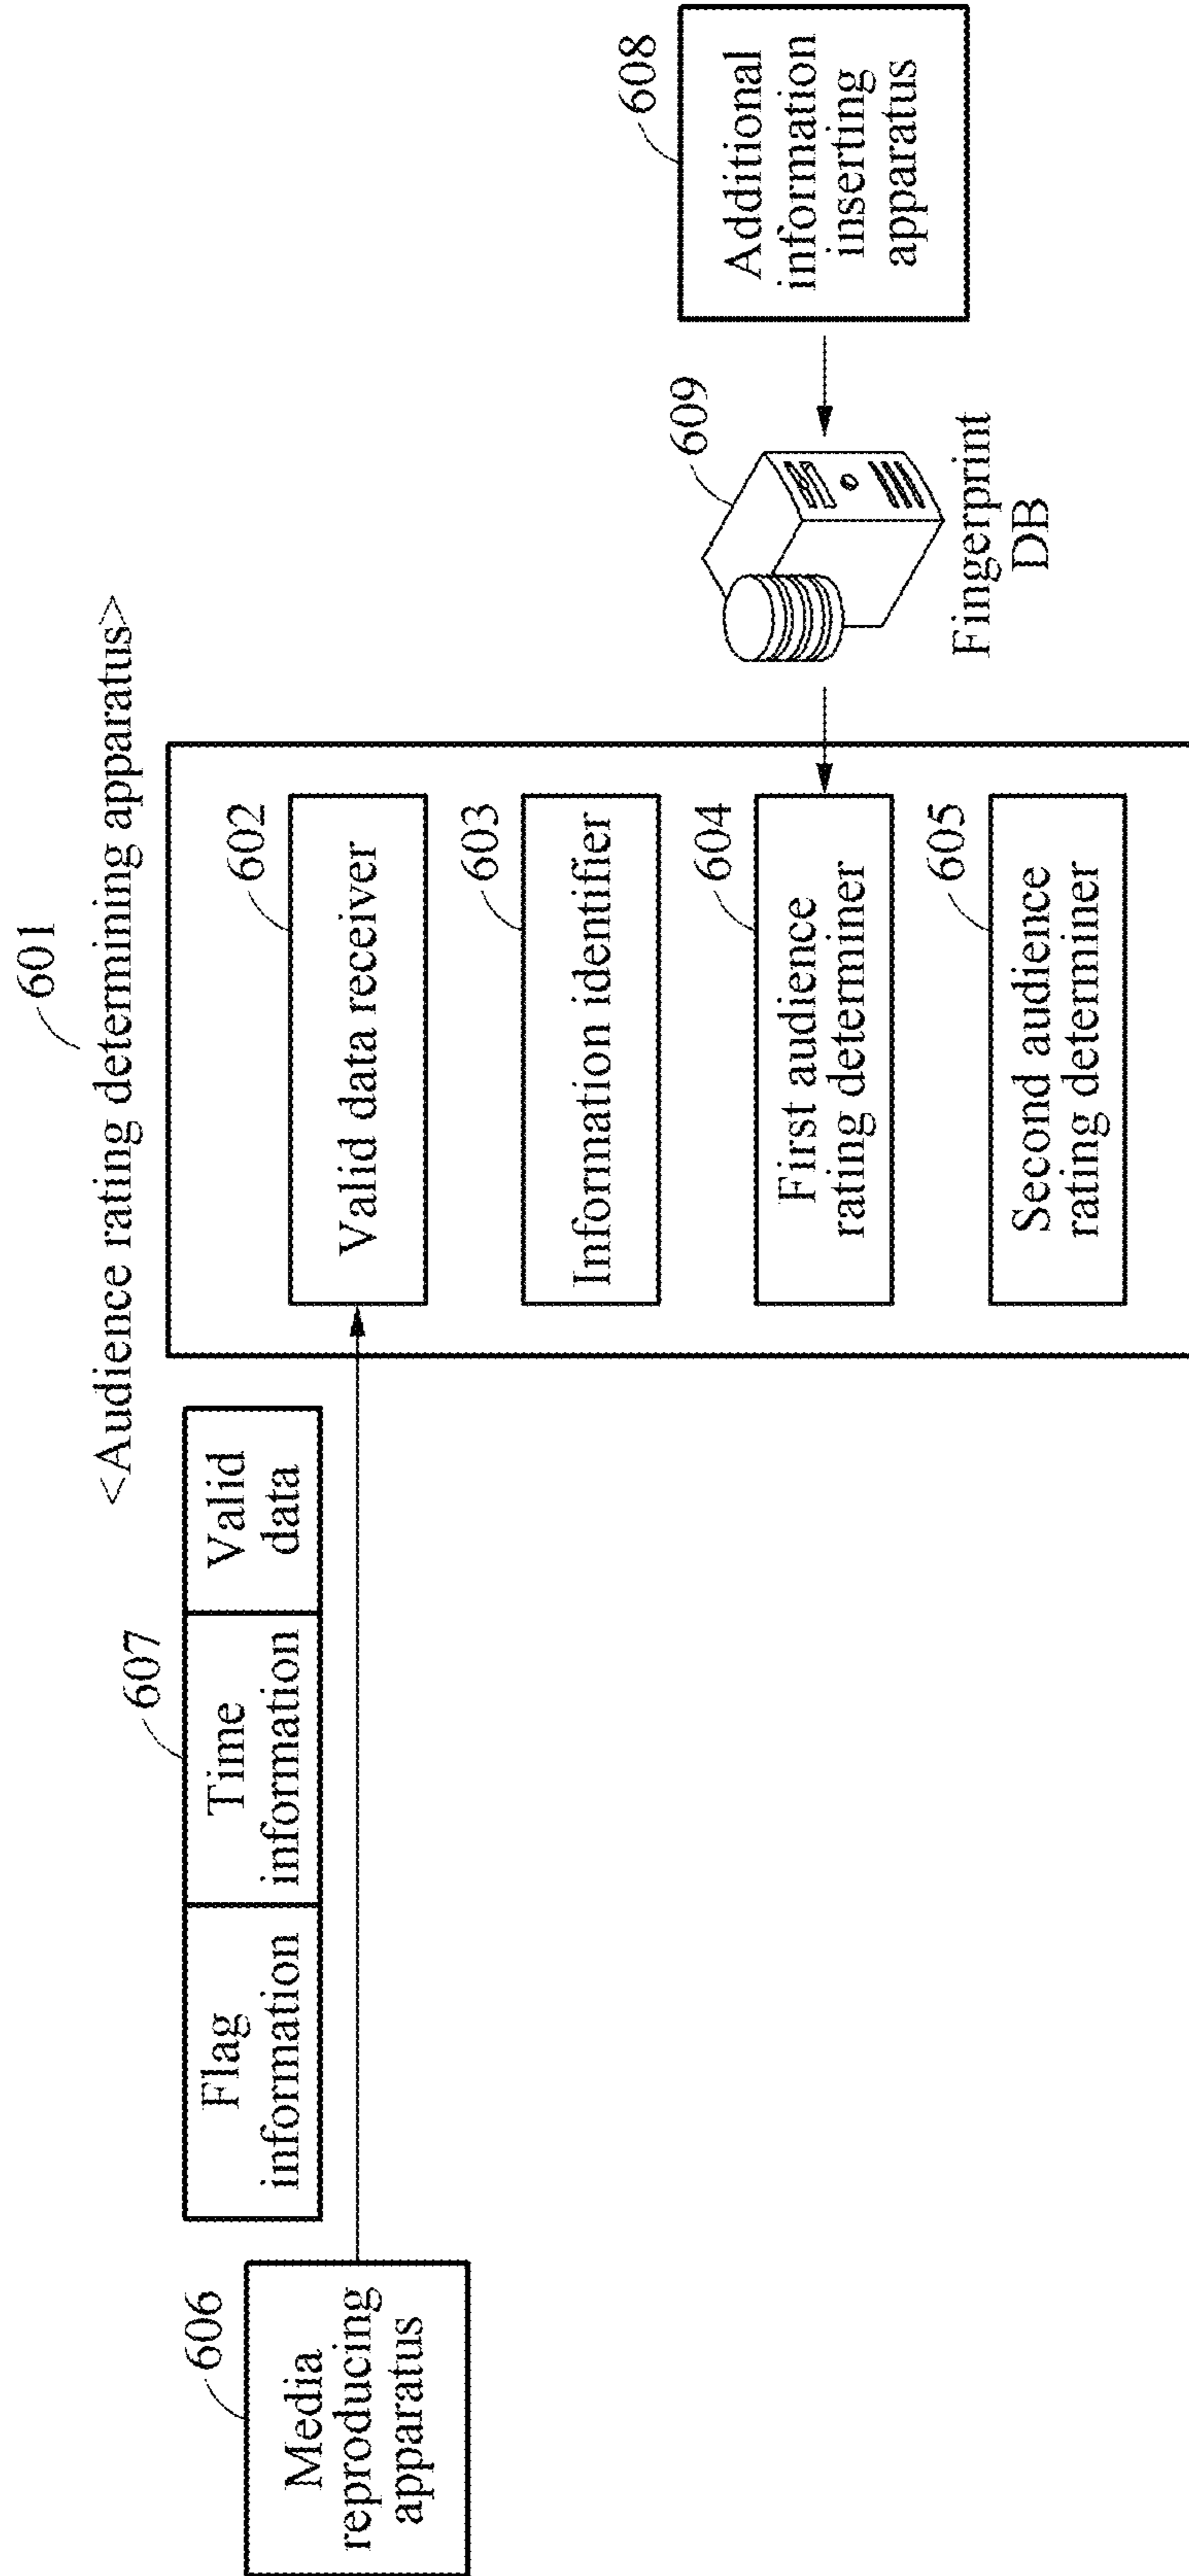 601
<Audience rating determining apparatus>
606
Media
reproducing
apparatus
607
Flag
information
Time
information
Valid
data
602
Valid data receiver
603
Information identifier
604
First audience
rating determiner
605
Second audience
rating determiner
609
Fingerprint
DB
608
Additional
information
inserting
apparatus